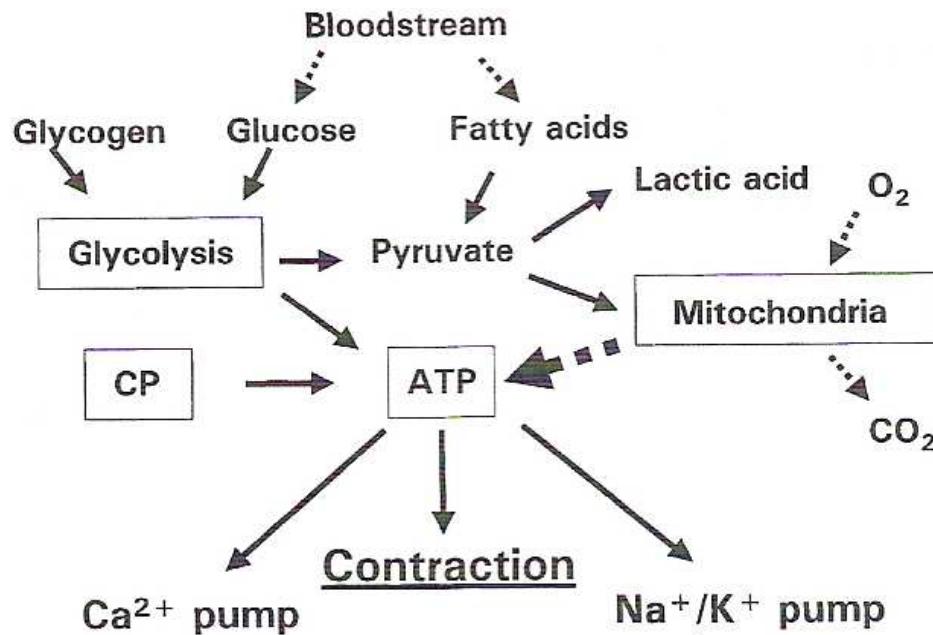 Bloodstream
Glycogen Glucose Fatty acids
Lactic acid O₂
Glycolysis Pyruvate
Mitochondria
CP ATP
CO₂
Contraction
Ca²⁺ pump Na⁺/K⁺ pump